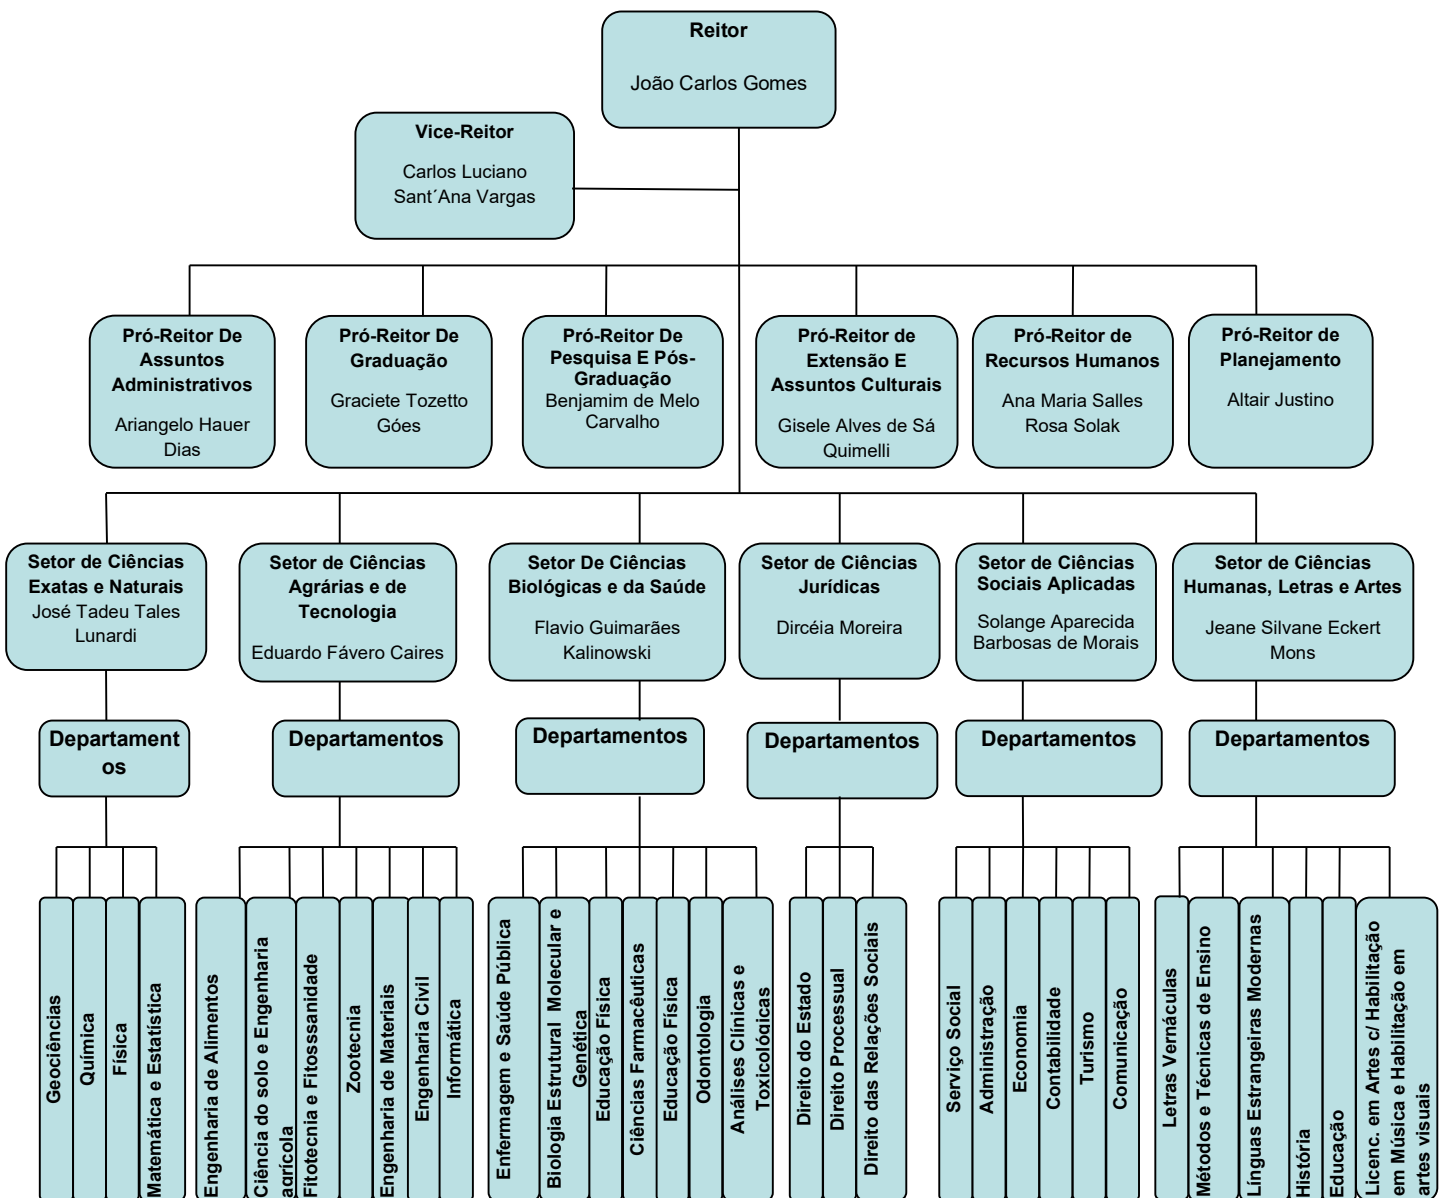 Reitor
João Carlos Gomes
Vice-Reitor
Carlos Luciano
Sant´Ana Vargas
Pró-Reitor De
Assuntos
Administrativos
Ariangelo Hauer
Dias
Pró-Reitor De
Graduação
Graciete Tozetto
Góes
Pró-Reitor De
Pesquisa E Pós-
Graduação
Benjamim de Melo
Carvalho
Pró-Reitor de
Extensão E
Assuntos Culturais
Gisele Alves de Sá
Quimelli
Pró-Reitor de
Recursos Humanos
Ana Maria Salles
Rosa Solak
Pró-Reitor de
Planejamento
Altair Justino
Setor de Ciências
Exatas e Naturais
José Tadeu Tales
Lunardi
Setor de Ciências
Agrárias e de
Tecnologia
Eduardo Fávero Caires
Setor De Ciências
Biológicas e da Saúde
Flavio Guimarães
Kalinowski
Setor de Ciências
Jurídicas
Dircéia Moreira
Setor de Ciências
Sociais Aplicadas
Solange Aparecida
Barbosas de Morais
Setor de Ciências
Humanas, Letras e Artes
Jeane Silvane Eckert
Mons
Departament
os
Departamentos
Departamentos
Departamentos
Departamentos
Departamentos
Geociências
Química
Física
Matemática e Estatística
Engenharia de Alimentos
Ciência do solo e Engenharia
agrícola
Fitotecnia e Fitossanidade
Zootecnia
Engenharia de Materiais
Engenharia Civil
Informática
Enfermagem e Saúde Pública
Biologia Estrutural Molecular e
Genética
Educação Física
Ciências Farmacêuticas
Educação Física
Odontologia
Análises Clínicas e
Toxicológicas
Direito do Estado
Direito Processual
Direito das Relações Sociais
Serviço Social
Administração
Economia
Contabilidade
Turismo
Comunicação
Letras Vernáculas
Métodos e Técnicas de Ensino
Línguas Estrangeiras Modernas
História
Educação
Licenc. em Artes c/ Habilitação
em Música e Habilitação em
artes visuais